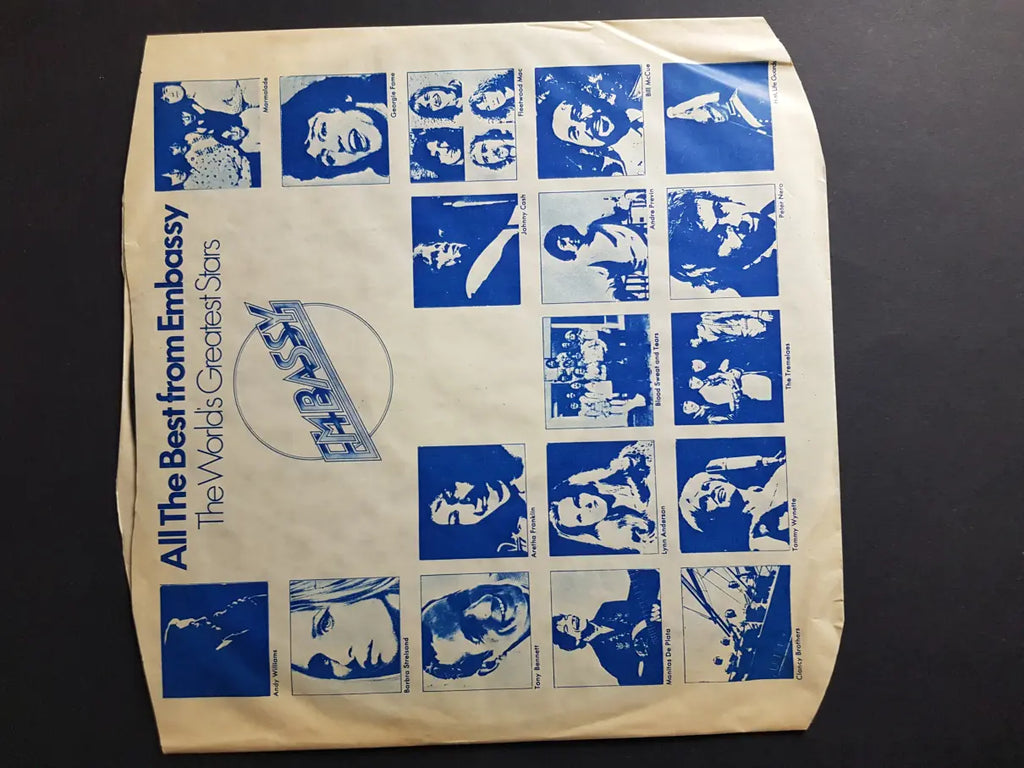 All The Best from Embassy
The World's Greatest Stars
EMBASSY
Andy Williams
Marmalade
Barbra Streisand
Georgie Fame
Tony Bennett
Aretha Franklin
Johnny Cash
Fleetwood Mac
Manitas De Plata
Lynn Anderson
Blood Sweat and Tears
Andre Previn
Bill McCue
Clancy Brothers
Tammy Wynette
The Tremeloes
Peter Nero
Life Guards